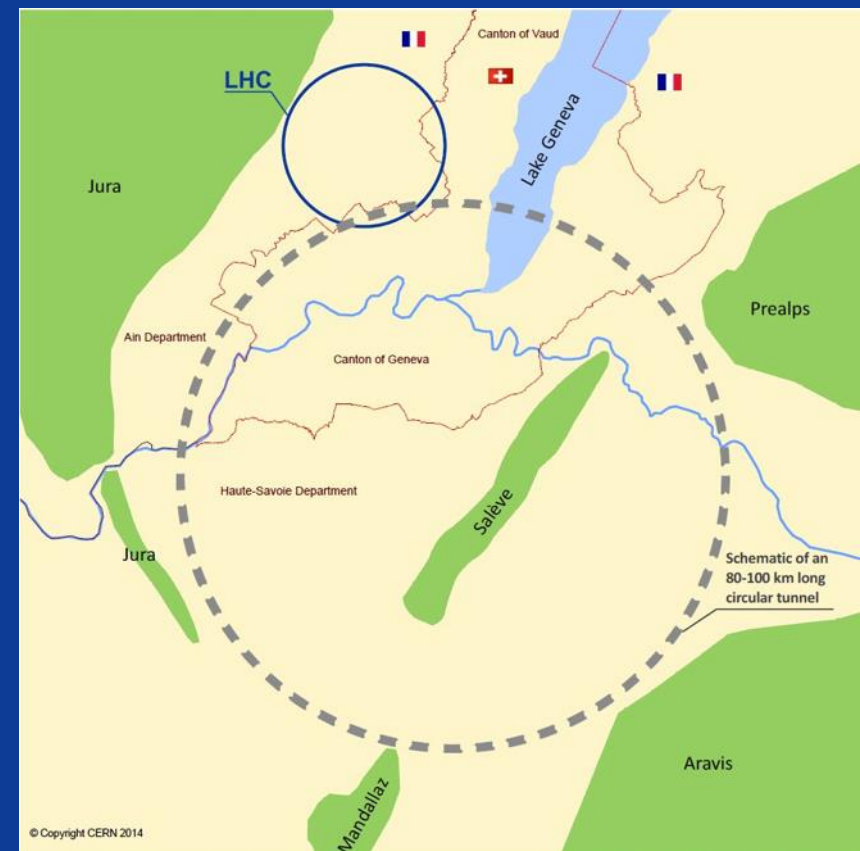 Canton of Vaud
LHC
Lake Geneva
Jura
Prealps
Ain Department
Canton of Geneva
Haute-Savoie Department
Salève
Jura
Schematic of an
80-100 km long
circular tunnel
Aravis
Mandallaz
© Copyright CERN 2014